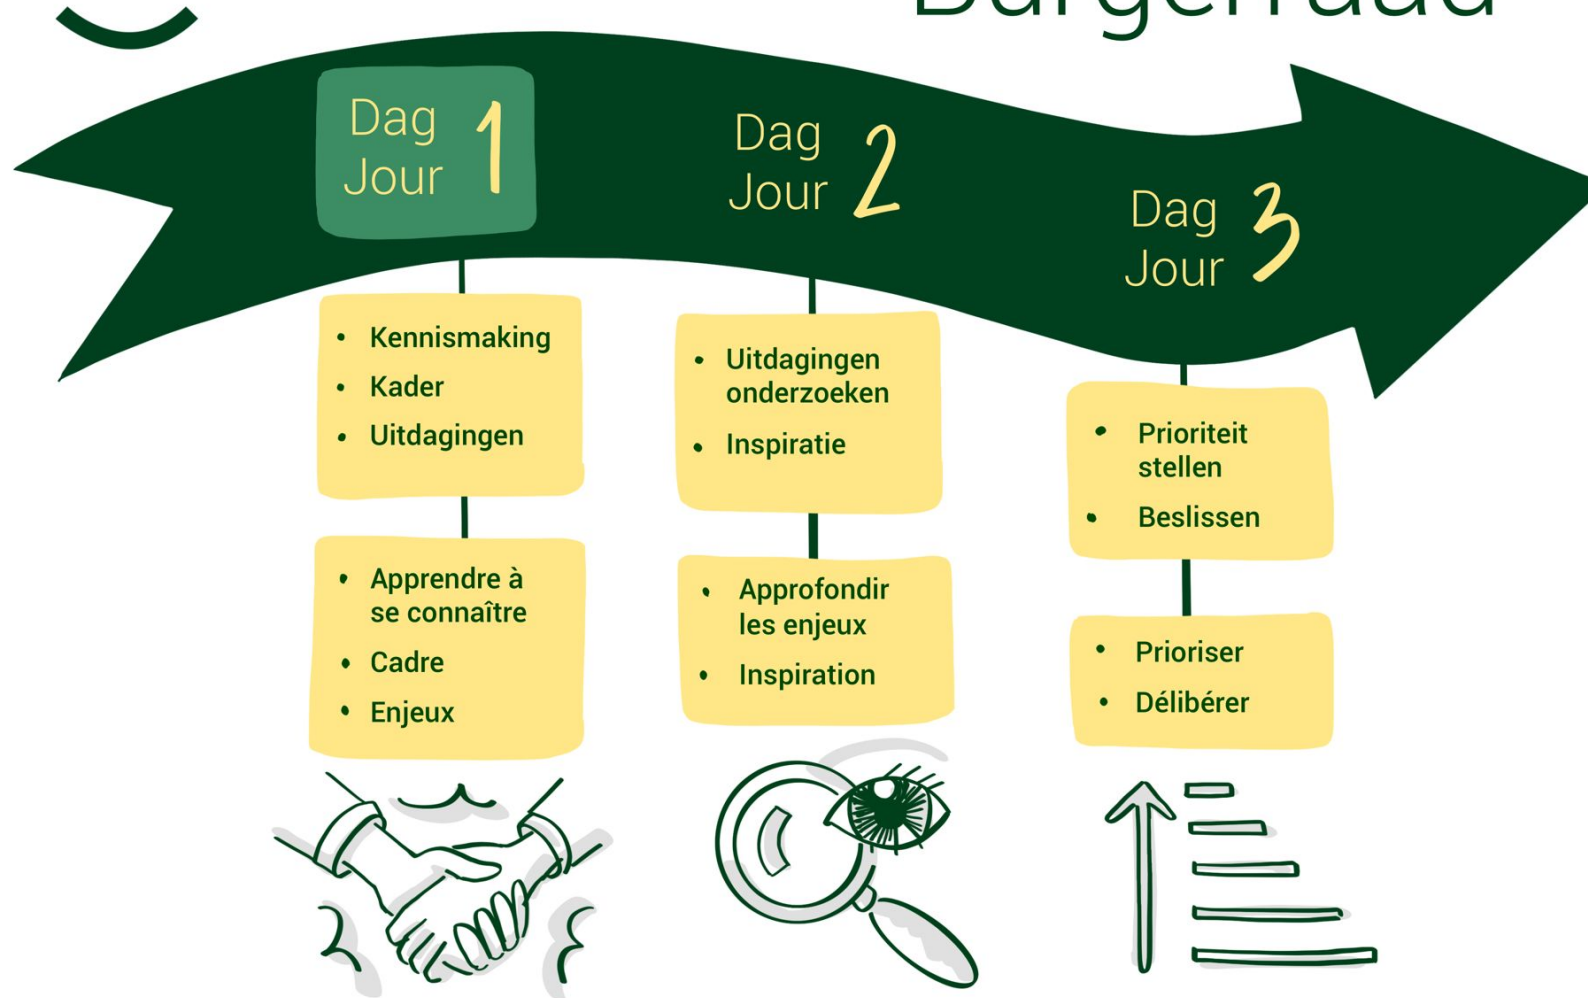 Burgerraad
Dag
Jour
1
Dag
Jour
2
Dag
Jour
3
• Kennismaking
• Kader
• Uitdagingen
• Apprendre à
se connaître
• Cadre
• Enjeux
• Uitdagingen
onderzoeken
• Inspiratie
• Approfondir
les enjeux
• Inspiration
• Prioriteit
stellen
• Beslissen
• Prioriser
• Délibérer